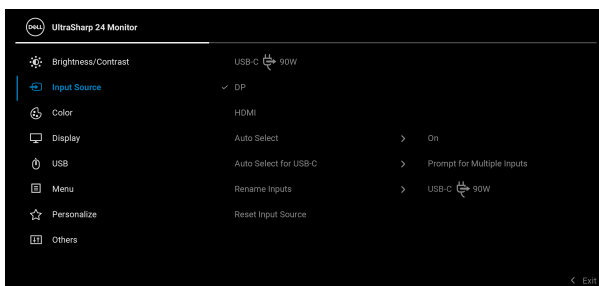 DELL UltraSharp 24 Monitor
Brightness/Contrast USB-C 90W
Input Source DP
Color HDMI
Display Auto Select On
USB Auto Select for USB-C Prompt for Multiple Inputs
Menu Rename Inputs USB-C 90W
Personalize Reset Input Source
Others
Exit